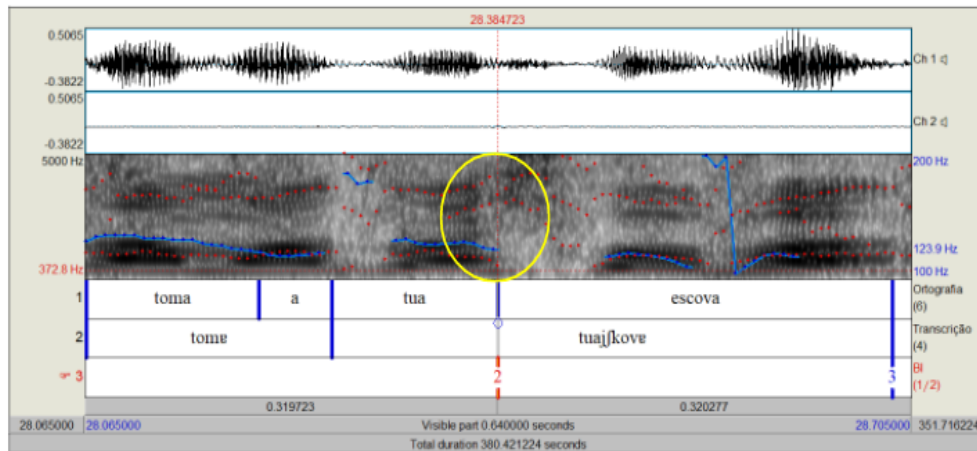 28.384723
0.5065
-0.3822
Ch 1
0.5065
-0.3822
Ch 2
5000 Hz
372.8 Hz
200 Hz
123.9 Hz
100 Hz
1 toma a tua escova Ortografia (6)
2 tomɐ tuajʃkovɐ Transcrição (4)
3 2 3 BI (1/2)
0.319723 0.320277
28.065000 28.065000 Visible part 0.640000 seconds 28.705000 351.716224
Total duration 380.421224 seconds